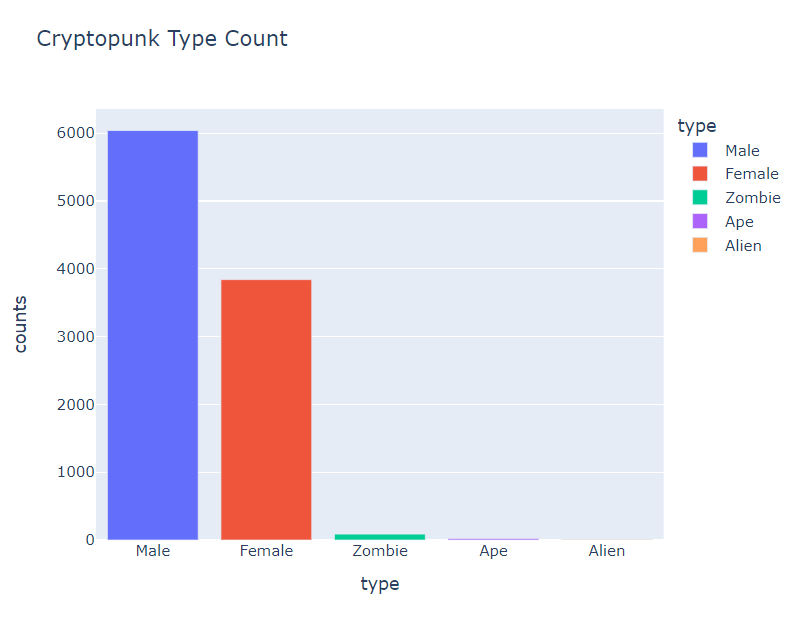 Cryptopunk Type Count
counts
6000
5000
4000
3000
2000
1000
0
Male Female Zombie Ape Alien
type
type
Male
Female
Zombie
Ape
Alien